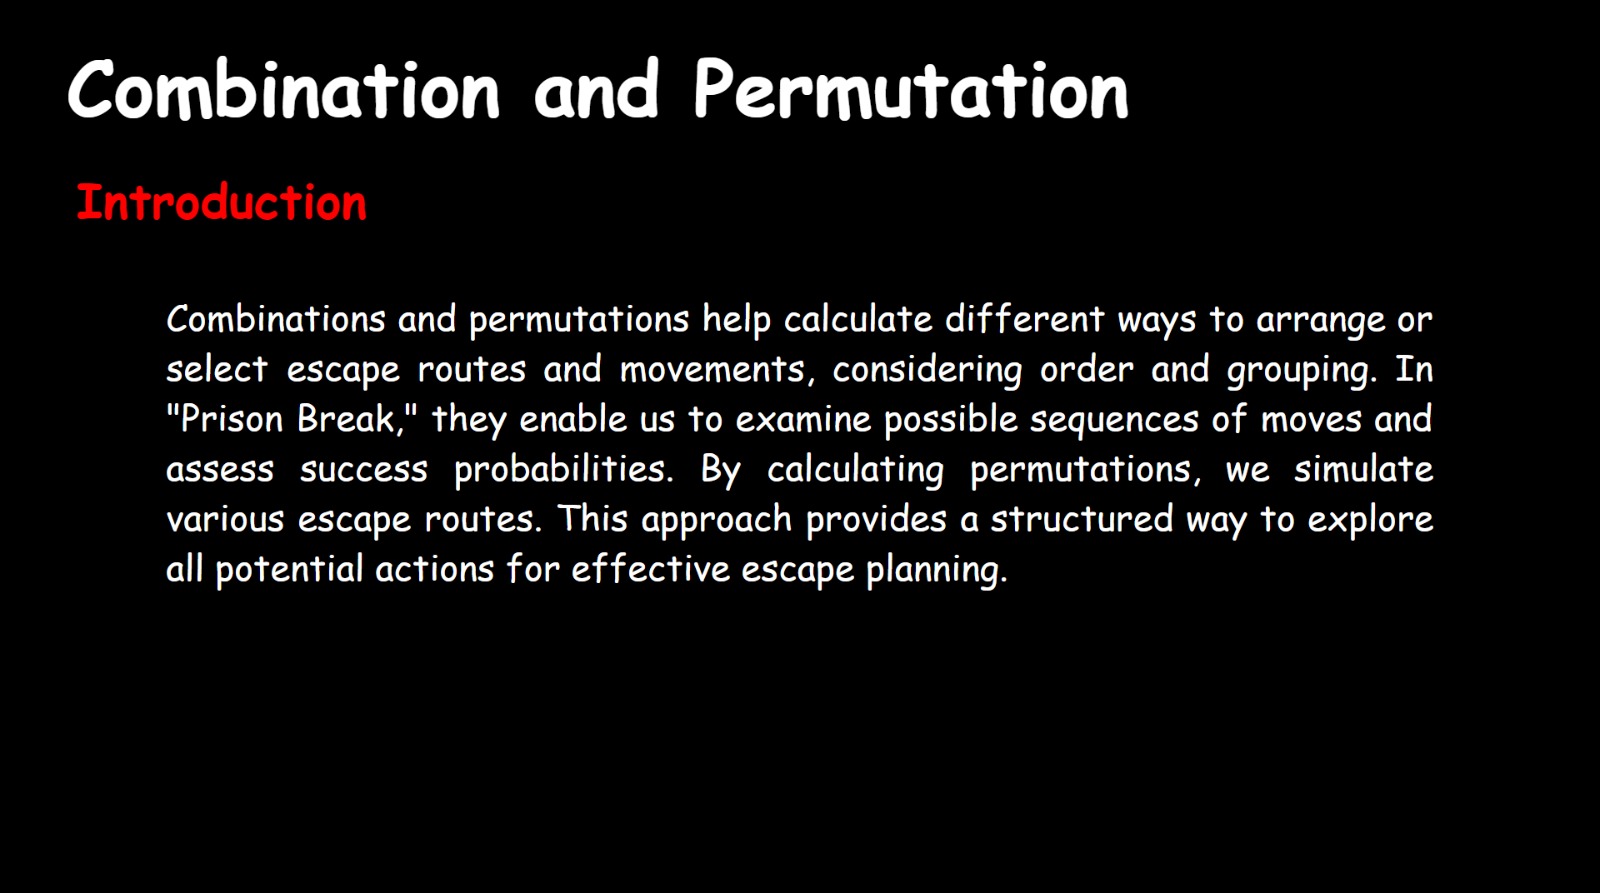 Combination and Permutation
Introduction
Combinations and permutations help calculate different ways to arrange or
select escape routes and movements, considering order and grouping. In
"Prison Break," they enable us to examine possible sequences of moves and
assess success probabilities. By calculating permutations, we simulate
various escape routes. This approach provides a structured way to explore
all potential actions for effective escape planning.